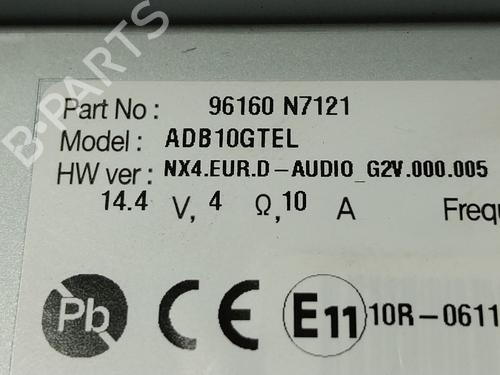 B-PARTS
Part No : 96160 N7121
Model : ADB10GTEL
HW ver : NX4.EUR.D-AUDIO_G2V.000.005
14.4 V, 4 Ω,10 A Frequ
Pb CE E11 10R-0611